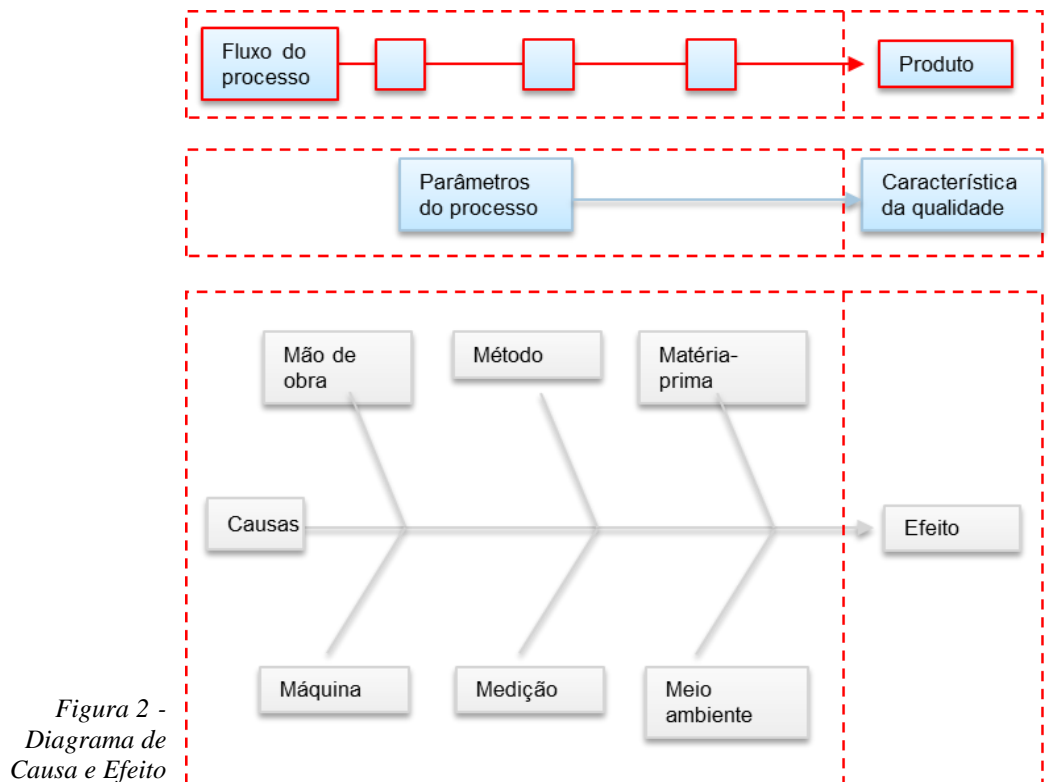 Fluxo do
processo
Produto
Parâmetros
do processo
Característica
da qualidade
Mão de
obra
Método
Matéria-
prima
Causas
Efeito
Máquina
Medição
Meio
ambiente
Figura 2 -
Diagrama de
Causa e Efeito